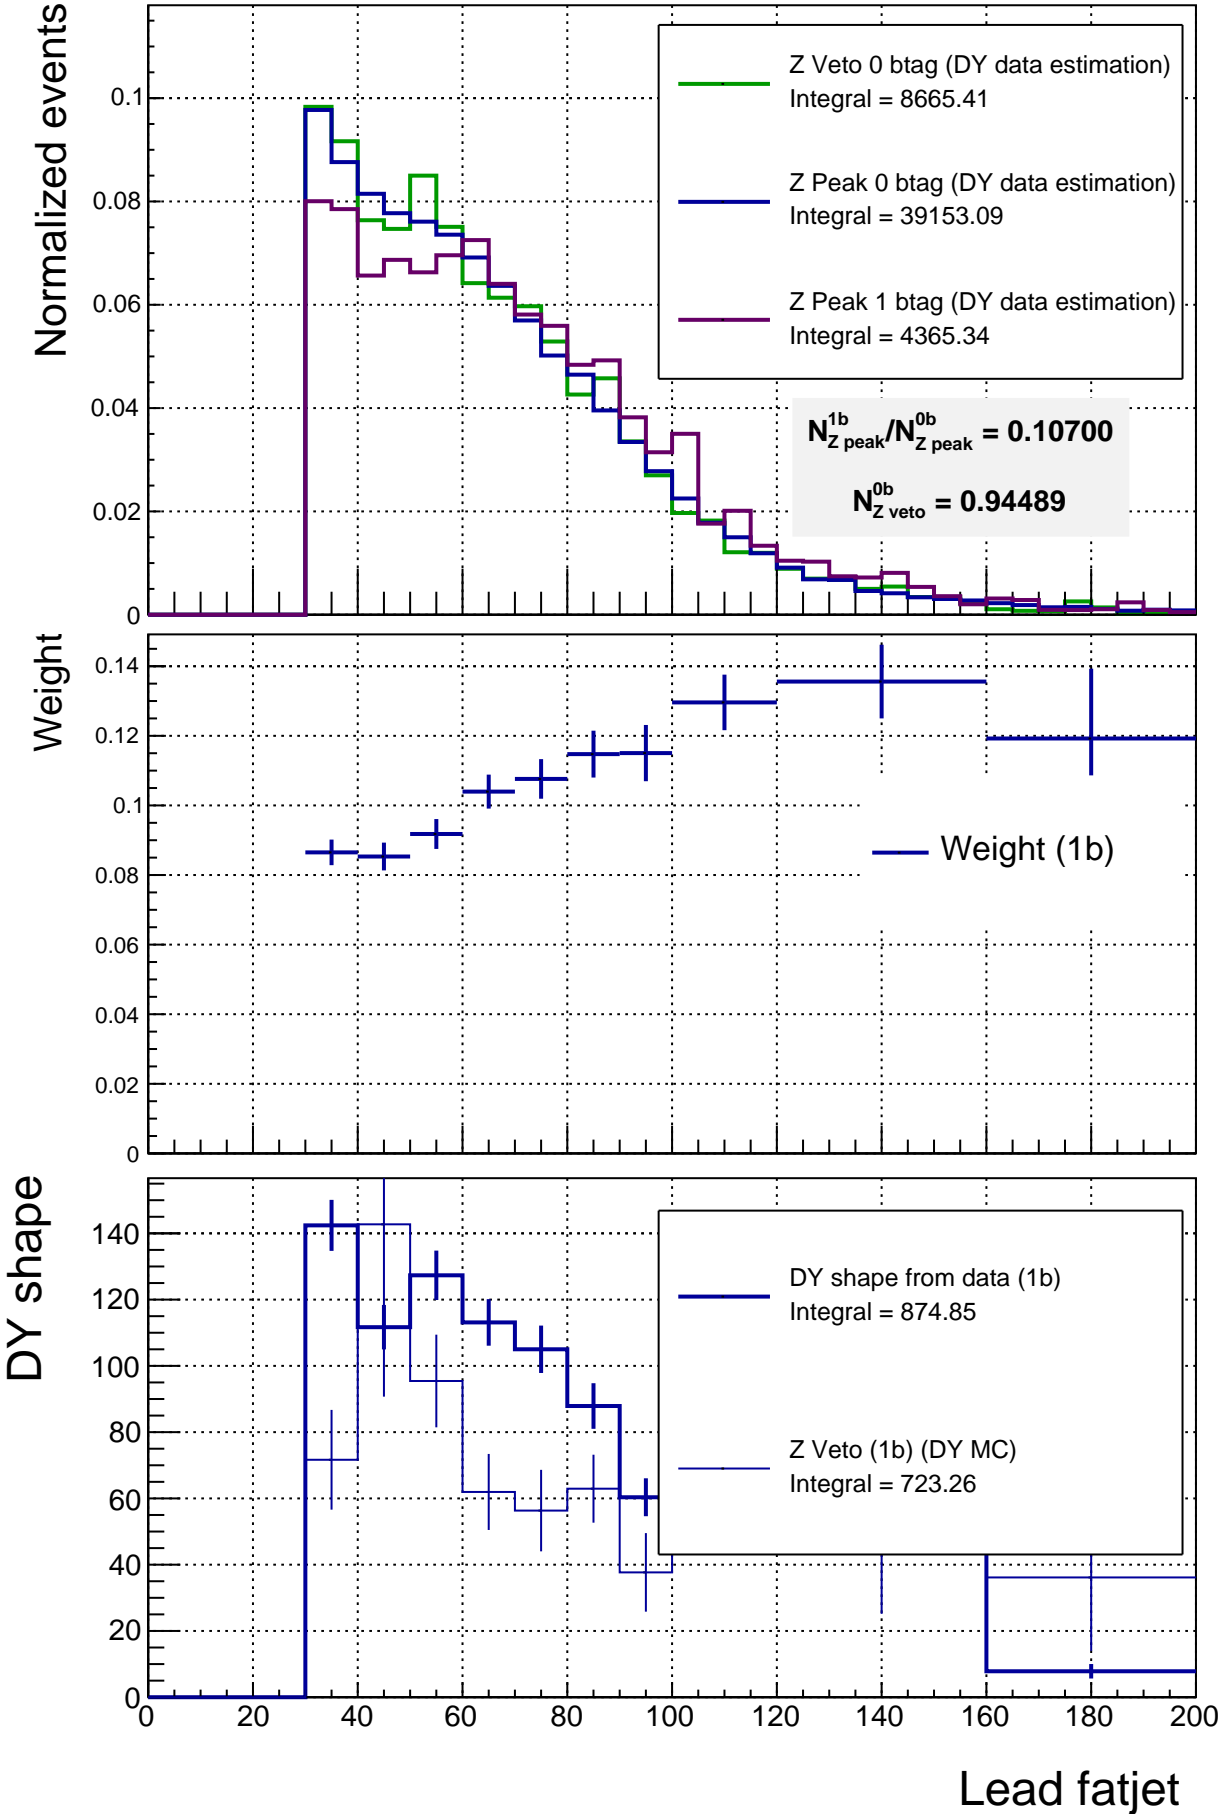 Normalized events
0.1
0.08
0.06
0.04
0.02
0
Z Veto 0 btag (DY data estimation)
Integral = 8665.41
Z Peak 0 btag (DY data estimation)
Integral = 39153.09
Z Peak 1 btag (DY data estimation)
Integral = 4365.34
N^{1b}_{Z peak}/N^{0b}_{Z peak} = 0.10700
N^{0b}_{Z veto} = 0.94489
Weight
0.14
0.12
0.1
0.08
0.06
0.04
0.02
0
Weight (1b)
DY shape
140
120
100
80
60
40
20
0
DY shape from data (1b)
Integral = 874.85
Z Veto (1b) (DY MC)
Integral = 723.26
0 20 40 60 80 100 120 140 160 180 200
Lead fatjet